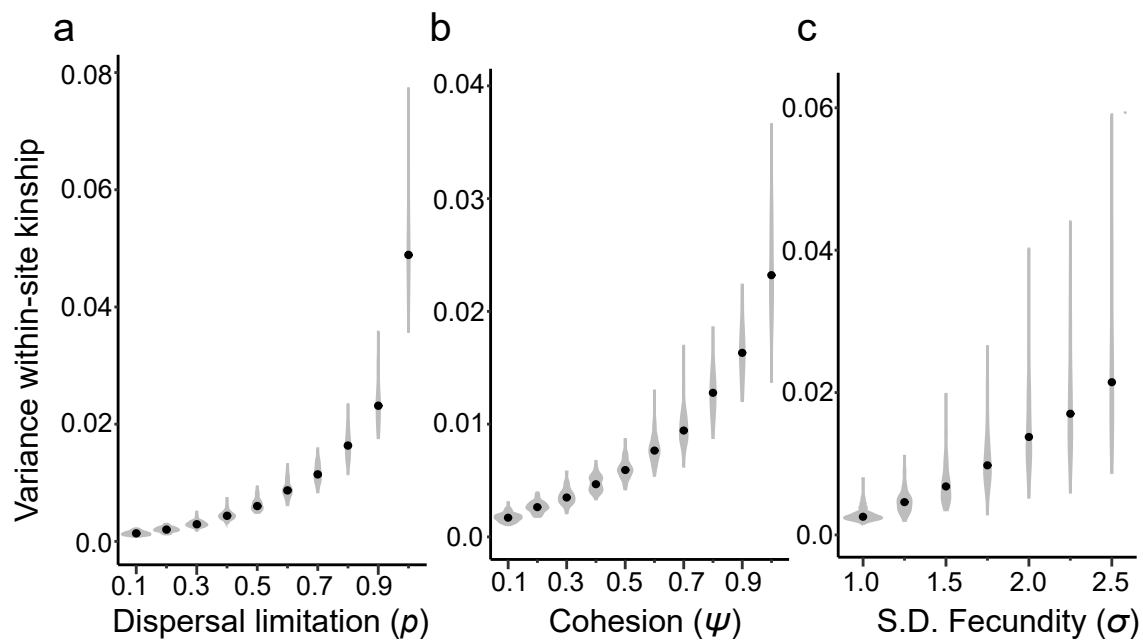 a
b
c
Variance within-site kinship
0.08
0.06
0.04
0.02
0.0
0.1 0.3 0.5 0.7 0.9
Dispersal limitation (p)
0.04
0.03
0.02
0.01
0.0
0.1 0.3 0.5 0.7 0.9
Cohesion (Ψ)
0.06
0.04
0.02
0.0
1.0 1.5 2.0 2.5
S.D. Fecundity (σ)